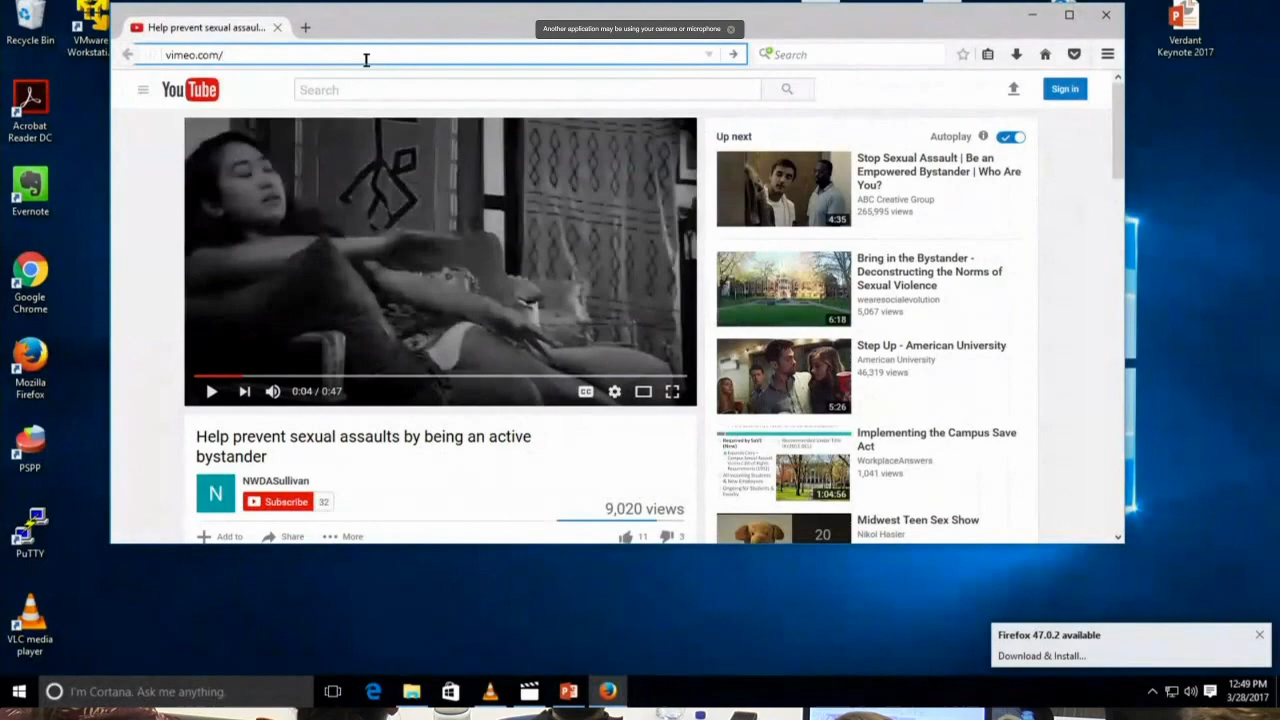 Recycle Bin
VMware
Workstati...
Acrobat
Reader DC
Evernote
Google
Chrome
Mozilla
Firefox
PSPP
PuTTY
VLC media
player
Verdant
Keynote 2017
Help prevent sexual assaul...
Another application may be using your camera or microphone
vimeo.com/
Search
YouTube
Search
Sign in
0:04 / 0:47
CC
Help prevent sexual assaults by being an active
bystander
N
NWDASullivan
Subscribe
32
9,020 views
Add to
Share
More
11
3
Up next
Autoplay
4:35
Stop Sexual Assault | Be an
Empowered Bystander | Who Are
You?
ABC Creative Group
265,995 views
6:18
Bring in the Bystander -
Deconstructing the Norms of
Sexual Violence
wearesocialevolution
5,067 views
5:26
Step Up - American University
American University
46,319 views
1:04:56
Implementing the Campus Save
Act
WorkplaceAnswers
1,041 views
20
Midwest Teen Sex Show
Nikol Hasler
Firefox 47.0.2 available
Download & Install...
I'm Cortana. Ask me anything.
12:49 PM
3/28/2017